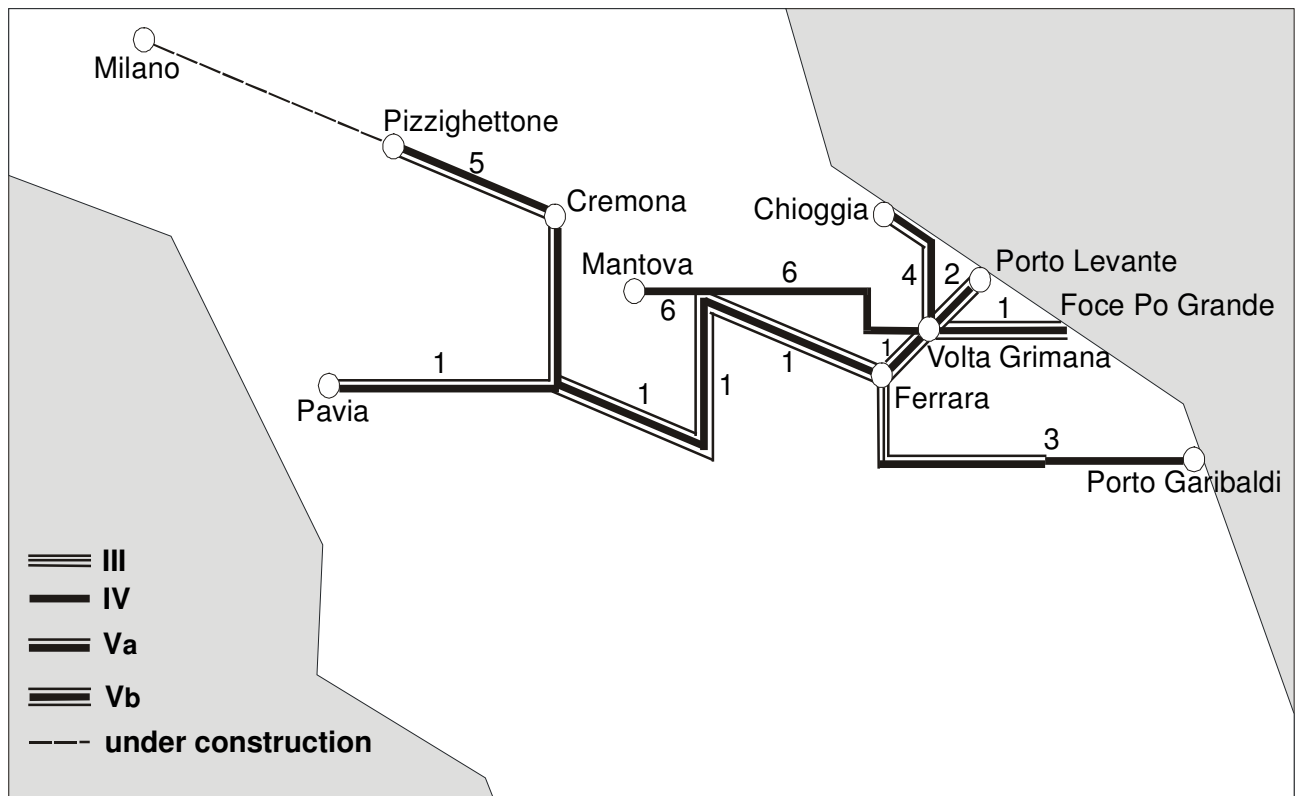 Milano
Pizzighettone
5
Cremona
Chioggia
Mantova
6
4
2
Porto Levante
6
1
Foce Po Grande
1
Volta Grimana
1
1
Pavia
1
1
Ferrara
3
Porto Garibaldi
III
IV
Va
Vb
under construction